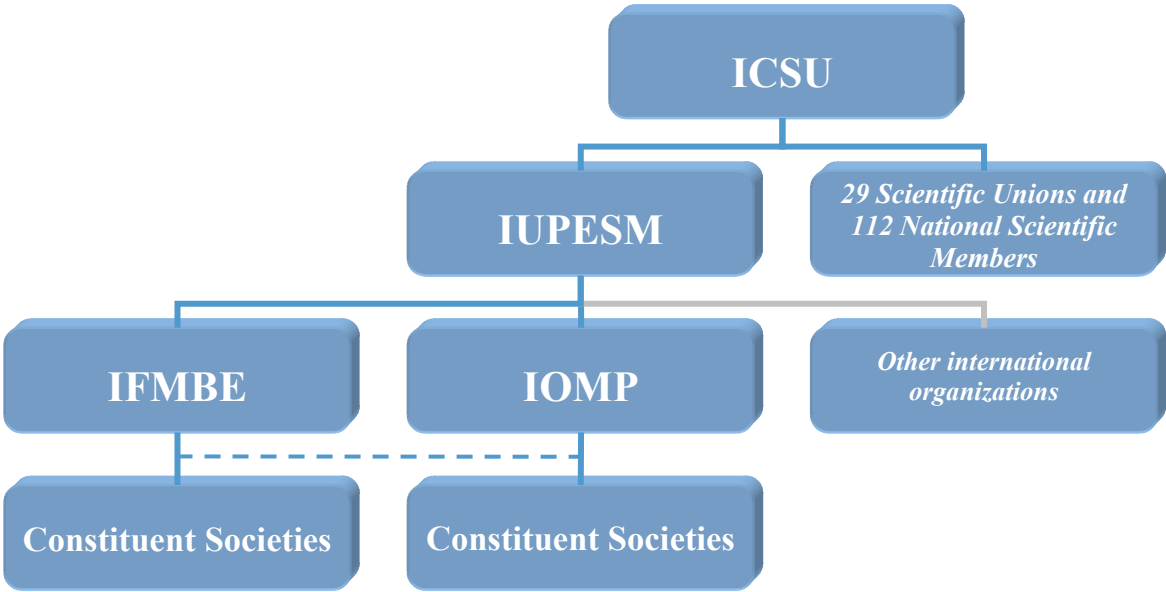 ICSU
IUPESM
29 Scientific Unions and
112 National Scientific
Members
IFMBE
IOMP
Other international
organizations
Constituent Societies
Constituent Societies